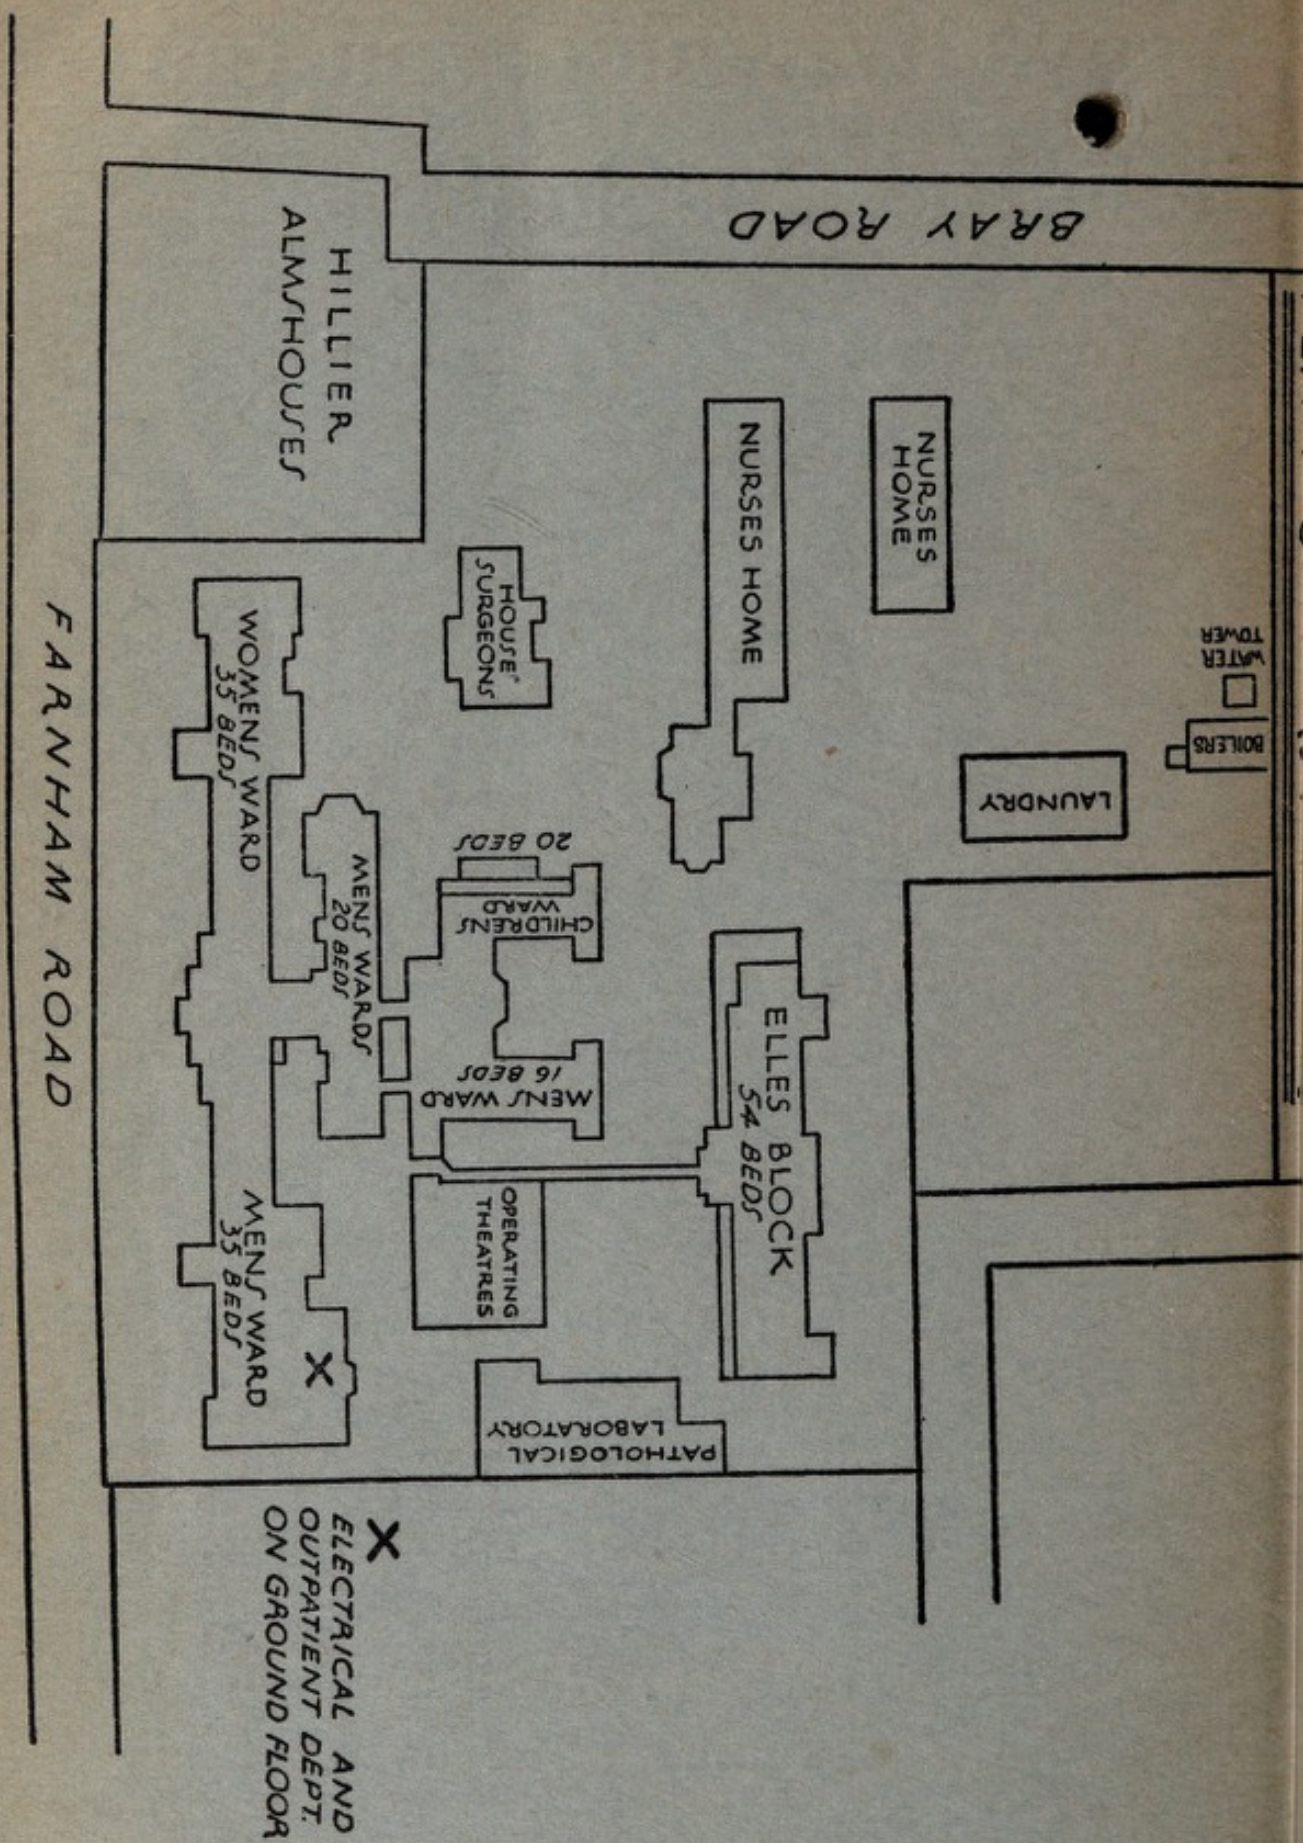 BRAY ROAD
HILLIER
ALMSHOUSES
NURSES
HOME
NURSES HOME
HOUSE
SURGEONS
WATER
TOWER
BOILERS
LAUNDRY
FARNHAM ROAD
WOMENS WARD
35 BEDS
MENS WARDS
20 BEDS
20 BEDS
CHILDRENS
WARD
16 BEDS
MENS WARD
ELLES BLOCK
54 BEDS
OPERATING
THEATRES
MENS WARD
35 BEDS
X
PATHOLOGICAL
LABORATORY
X
ELECTRICAL AND
OUTPATIENT DEPT.
ON GROUND FLOOR